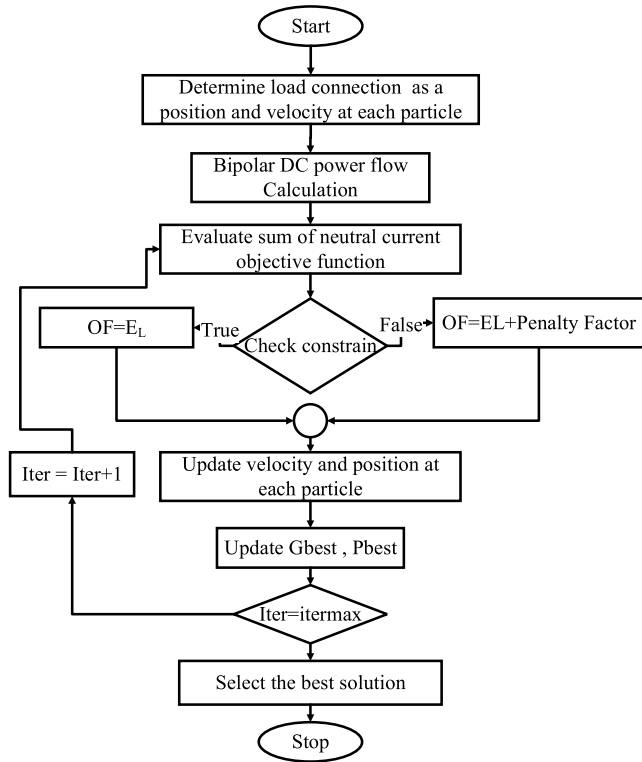 Start
Determine load connection as a
position and velocity at each particle
Bipolar DC power flow
Calculation
Evaluate sum of neutral current
objective function
OF=EL
True
Check constrain
False
OF=EL+Penalty Factor
Iter = Iter+1
Update velocity and position at
each particle
Update Gbest , Pbest
Iter=itermax
Select the best solution
Stop